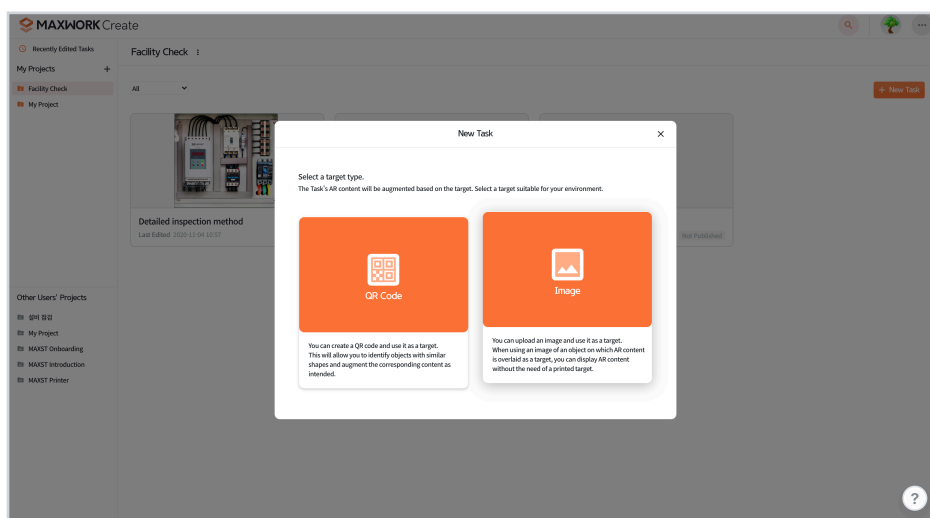 MAXWORK Create
Recently Edited Tasks
My Projects +
Facility Check
My Project
Other Users' Projects
설비 점검
My Project
MAXST Onboarding
MAXST Introduction
MAXST Printer
Facility Check
All
+ New Task
Detailed inspection method
Last Edited 2020-11-04 10:57
Not Published
New Task
Select a target type.
The Task's AR content will be augmented based on the target. Select a target suitable for your environment.
QR Code
You can create a QR code and use it as a target.
This will allow you to identify objects with similar
shapes and augment the corresponding content as
intended.
Image
You can upload an image and use it as a target.
When using an image of an object on which AR content
is overlaid as a target, you can display AR content
without the need of a printed target.
?